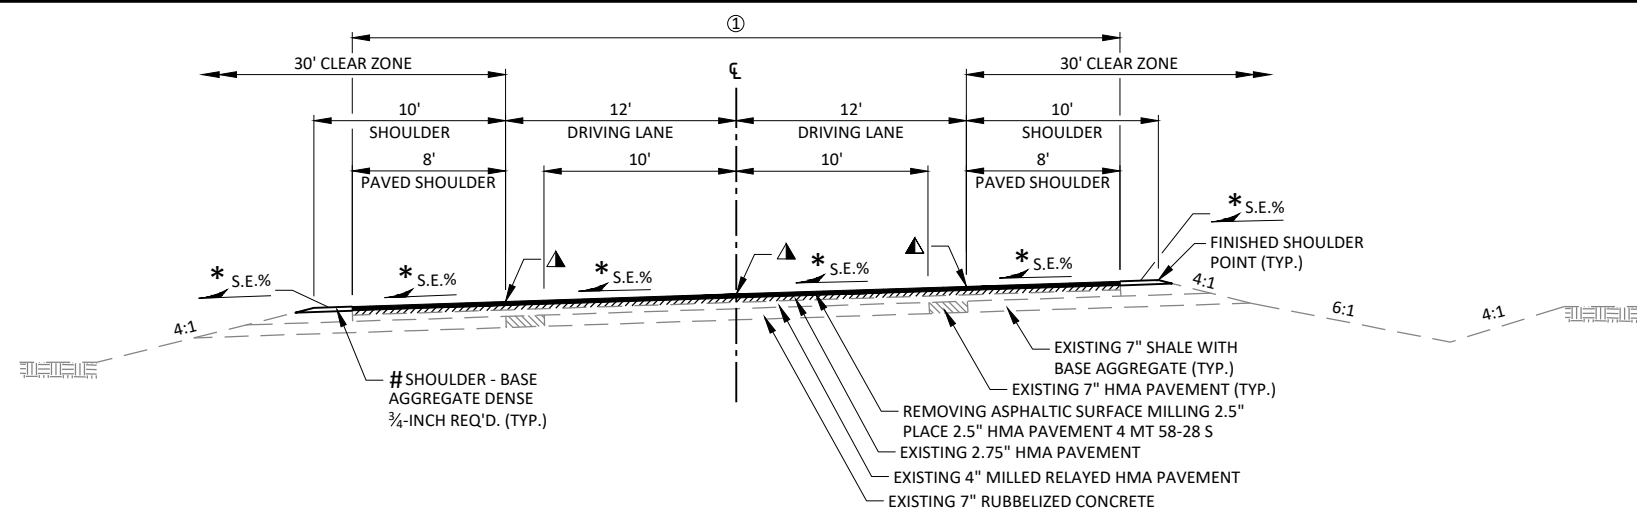 ①
30' CLEAR ZONE
℄
30' CLEAR ZONE
10'
12'
12'
10'
SHOULDER
DRIVING LANE
DRIVING LANE
SHOULDER
8'
10'
10'
8'
PAVED SHOULDER
PAVED SHOULDER
* S.E.%
* S.E.%
* S.E.%
* S.E.%
* S.E.%
* S.E.%
FINISHED SHOULDER
POINT (TYP.)
4:1
4:1
6:1
4:1
# SHOULDER - BASE
AGGREGATE DENSE
¾-INCH REQ'D. (TYP.)
EXISTING 7" SHALE WITH
BASE AGGREGATE (TYP.)
EXISTING 7" HMA PAVEMENT (TYP.)
REMOVING ASPHALTIC SURFACE MILLING 2.5"
PLACE 2.5" HMA PAVEMENT 4 MT 58-28 S
EXISTING 2.75" HMA PAVEMENT
EXISTING 4" MILLED RELAYED HMA PAVEMENT
EXISTING 7" RUBBELIZED CONCRETE